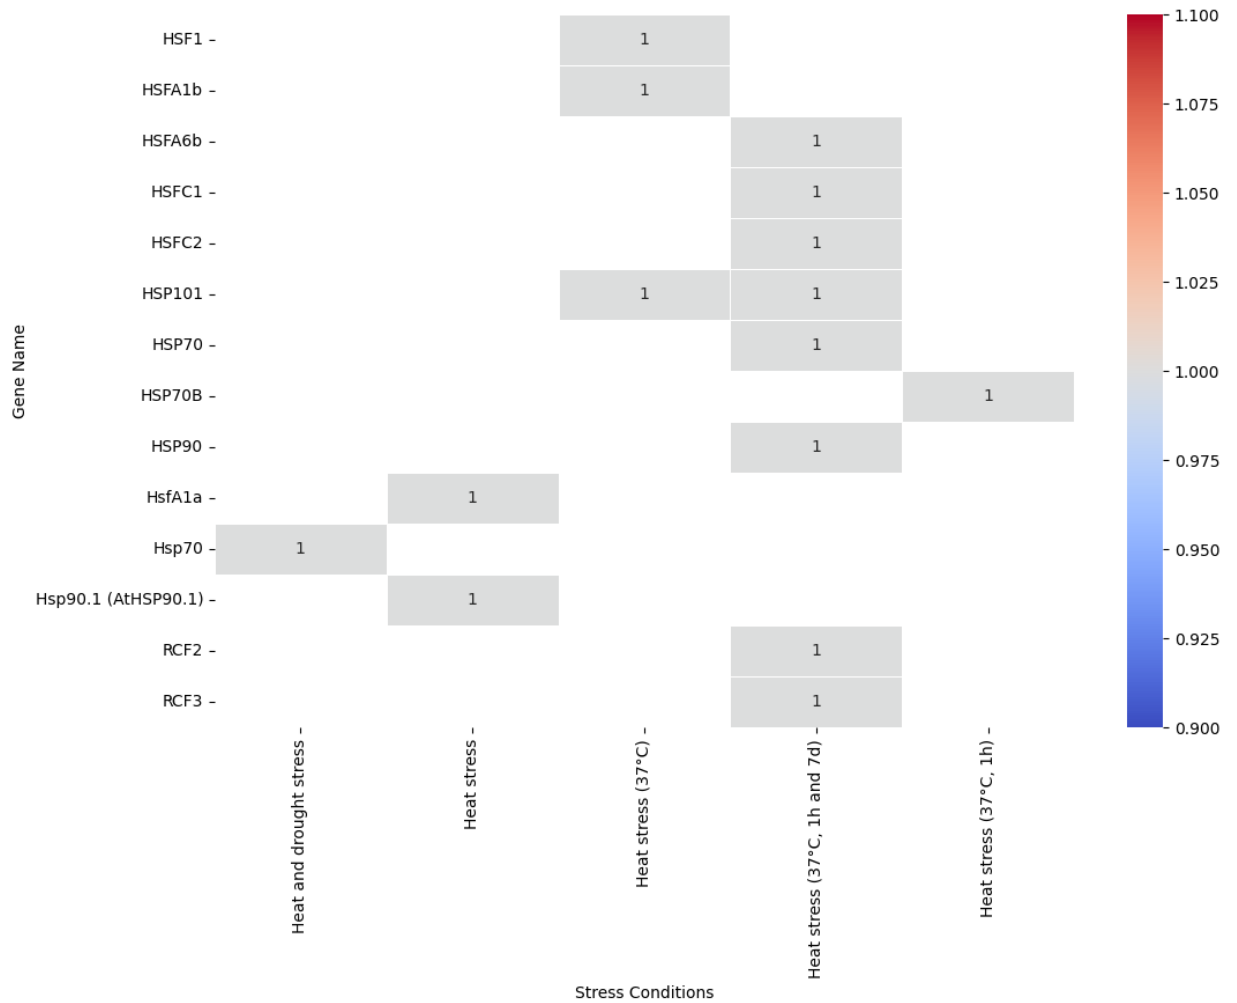 Gene Name
HSF1
1
HSFA1b
1
HSFA6b
1
HSFC1
1
HSFC2
1
HSP101
1
1
HSP70
1
HSP70B
1
HSP90
1
HsfA1a
1
Hsp70
1
Hsp90.1 (AtHSP90.1)
1
RCF2
1
RCF3
1
Heat and drought stress
Heat stress
Heat stress (37°C)
Heat stress (37°C, 1h and 7d)
Heat stress (37°C, 1h)
Stress Conditions
1.100
1.075
1.050
1.025
1.000
0.975
0.950
0.925
0.900